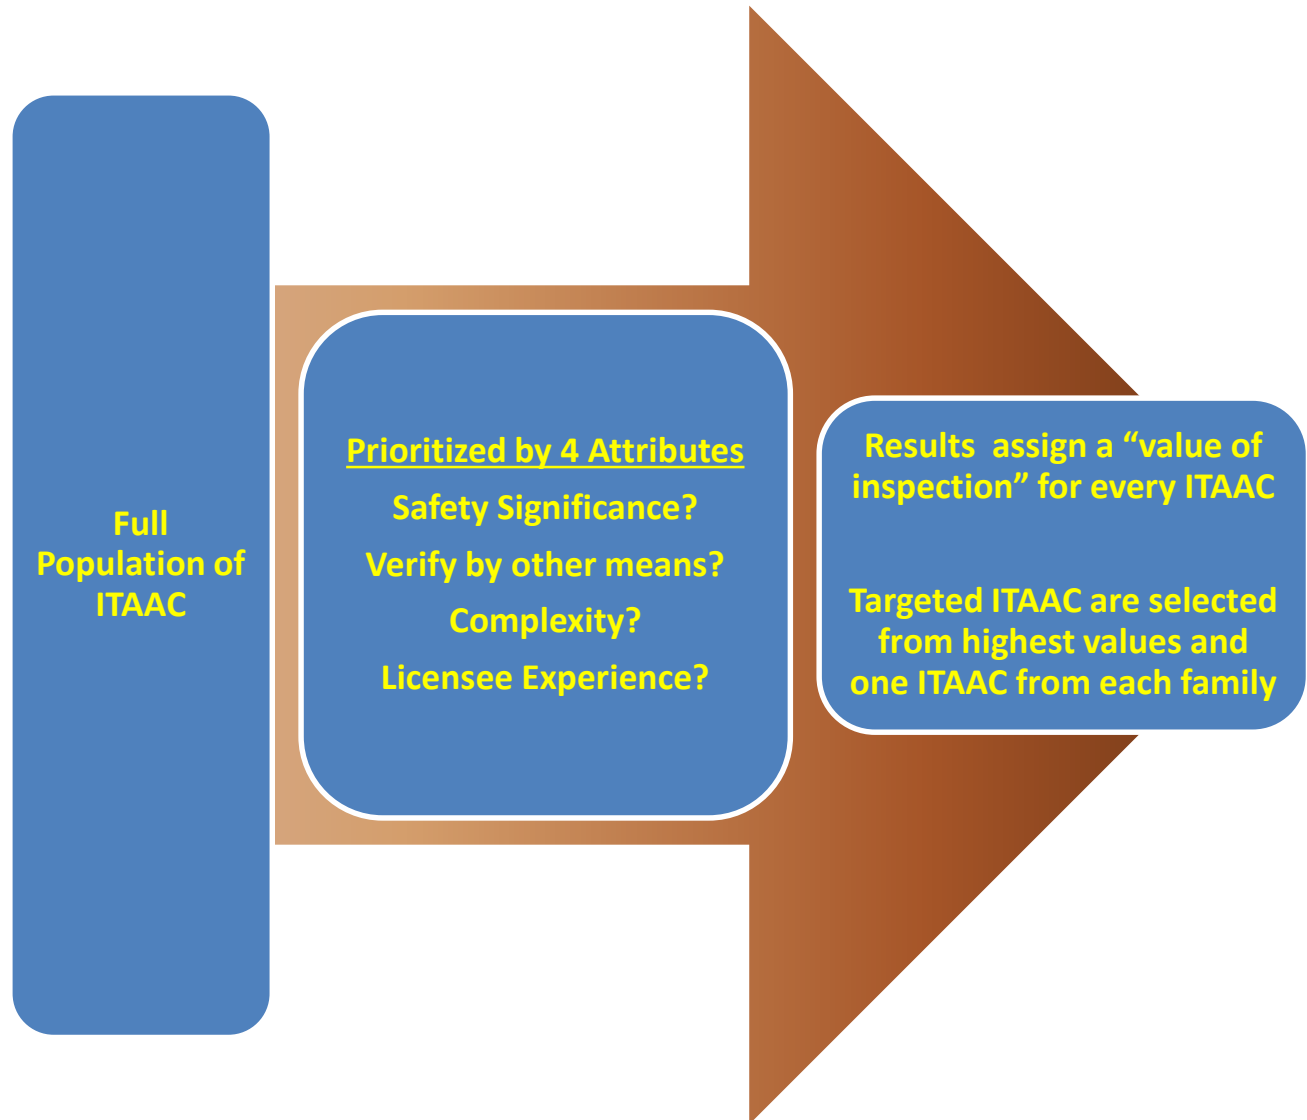 Full
Population of
ITAAC
Prioritized by 4 Attributes
Safety Significance?
Verify by other means?
Complexity?
Licensee Experience?
Results  assign a “value of
inspection” for every ITAAC
Targeted ITAAC are selected
from highest values and
one ITAAC from each family